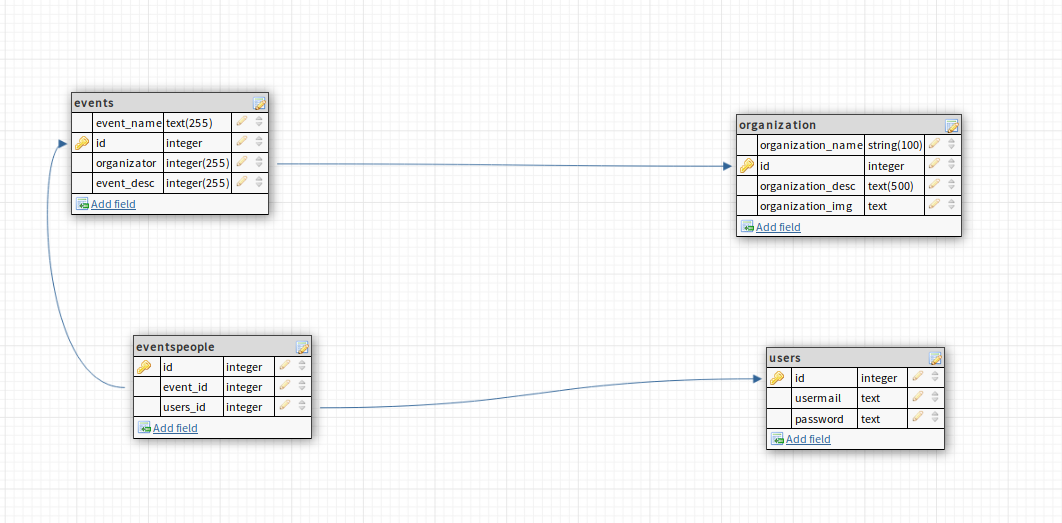 events
event_name text(255)
id integer
organizator integer(255)
event_desc integer(255)
Add field
organization
organization_name string(100)
id integer
organization_desc text(500)
organization_img text
Add field
eventspeople
id integer
event_id integer
users_id integer
Add field
users
id integer
usermail text
password text
Add field